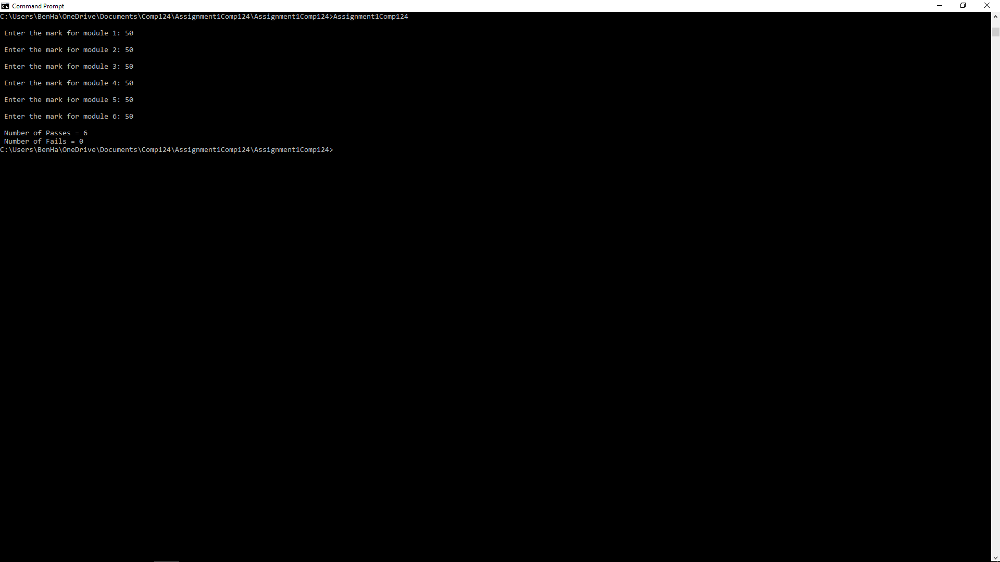 Command Prompt
C:\Users\BenHa\OneDrive\Documents\Comp124\Assignment1Comp124\Assignment1Comp124>Assignment1Comp124
Enter the mark for module 1: 50
Enter the mark for module 2: 50
Enter the mark for module 3: 50
Enter the mark for module 4: 50
Enter the mark for module 5: 50
Enter the mark for module 6: 50
Number of Passes = 6
Number of Fails = 0
C:\Users\BenHa\OneDrive\Documents\Comp124\Assignment1Comp124\Assignment1Comp124>